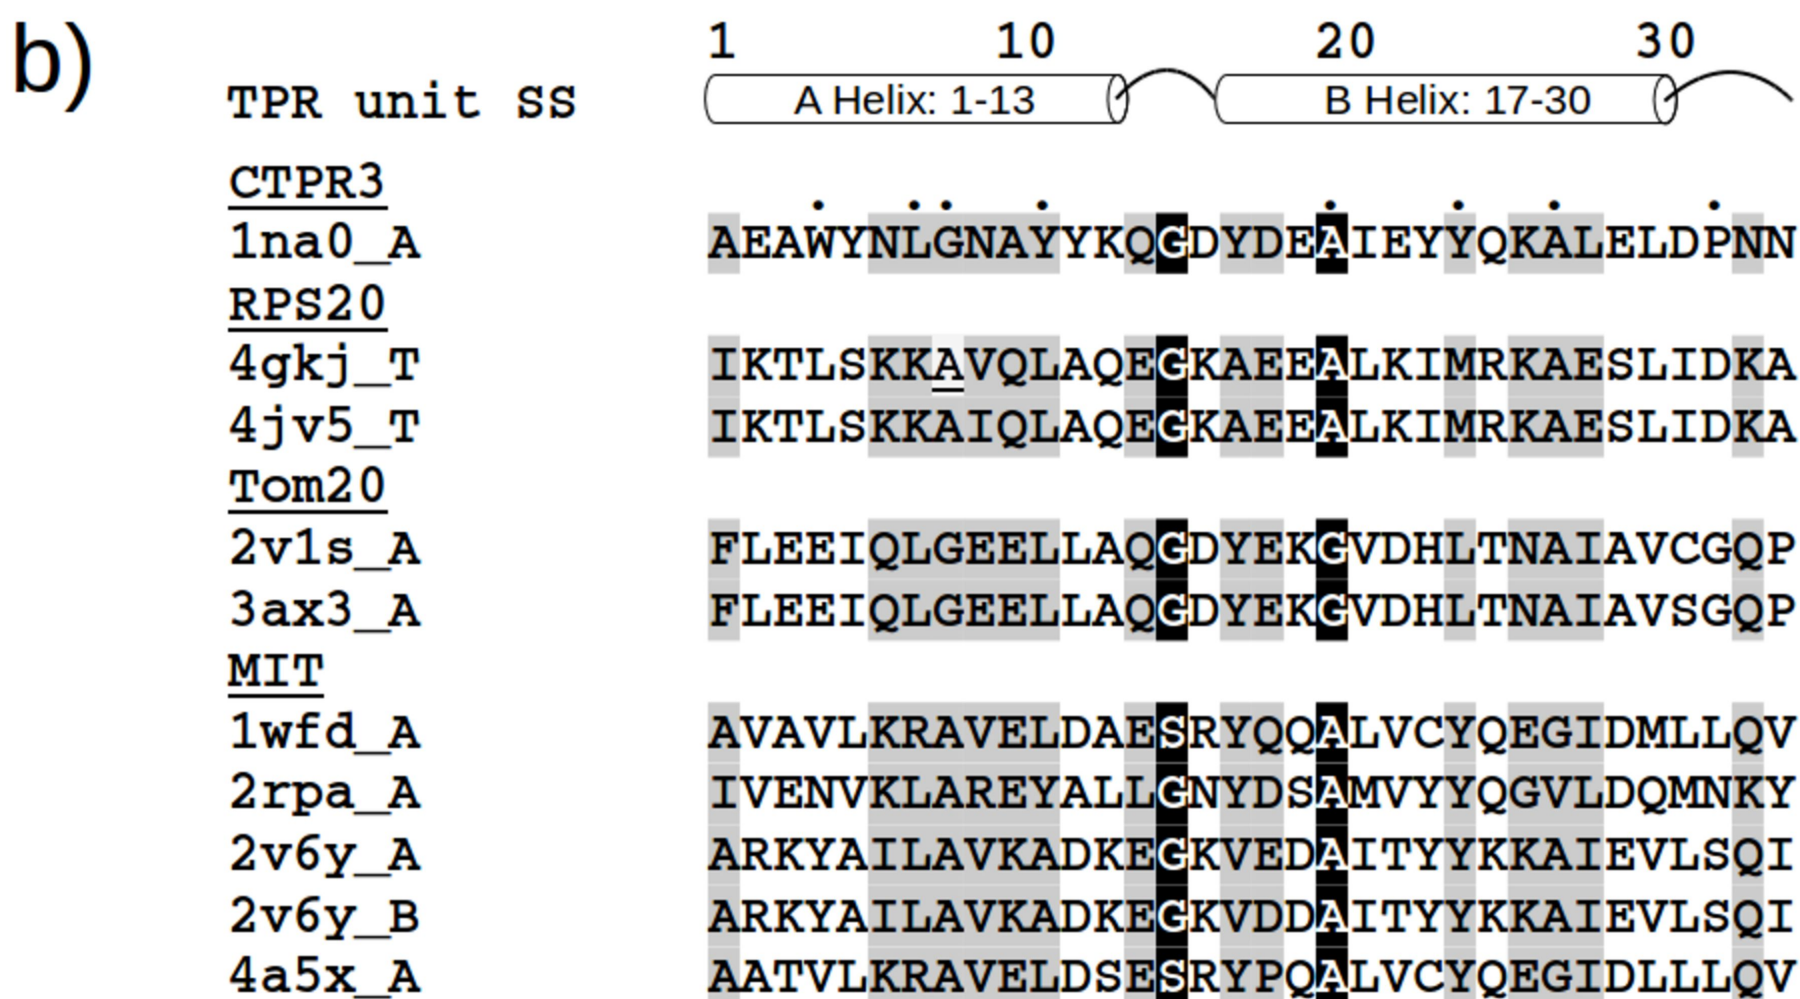 b)
1 10 20 30
TPR unit SS A Helix: 1-13 B Helix: 17-30
CTPR3
1na0_A AEAWYNLGNAYYKQGDYDEAIEYYQKALELDPNN
RPS20
4gkj_T IKTLSKKAVQLAQEGKAEEALKIMRKAESLIDKA
4jv5_T IKTLSKKAIQLAQEGKAEEALKIMRKAESLIDKA
Tom20
2v1s_A FLEEIQLGEELLAQGDYEKGVDHLTNAIAVCGQP
3ax3_A FLEEIQLGEELLAQGDYEKGVDHLTNAIAVSGQP
MIT
1wfd_A AVAVLKRAVELDAESRYQQALVCYQEGIDMLLQV
2rpa_A IVENVKLAREYALLGNYDSAMVYYQGVLDQMNKY
2v6y_A ARKYAILAVKADKEGKVEDAITYYKKAIEVLSQI
2v6y_B ARKYAILAVKADKEGKVDDAITYYKKAIEVLSQI
4a5x_A AATVLKRAVELDSESRYPQALVCYQEGIDLLLQV